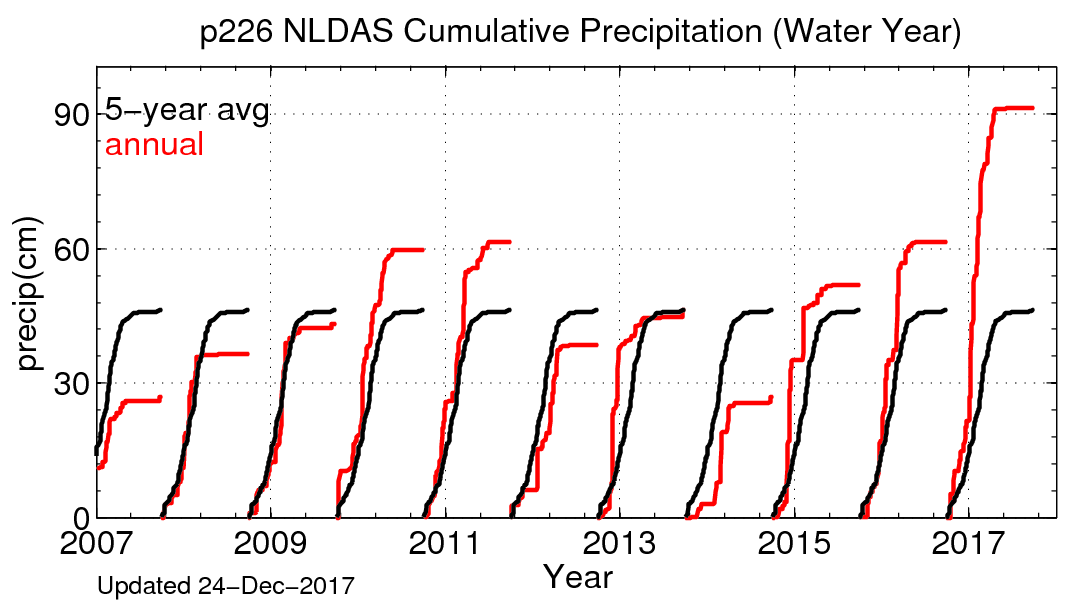 p226 NLDAS Cumulative Precipitation (Water Year)
5−year avg
annual
90
60
30
0
precip(cm)
2007 2009 2011 2013 2015 2017
Year
Updated 24−Dec−2017